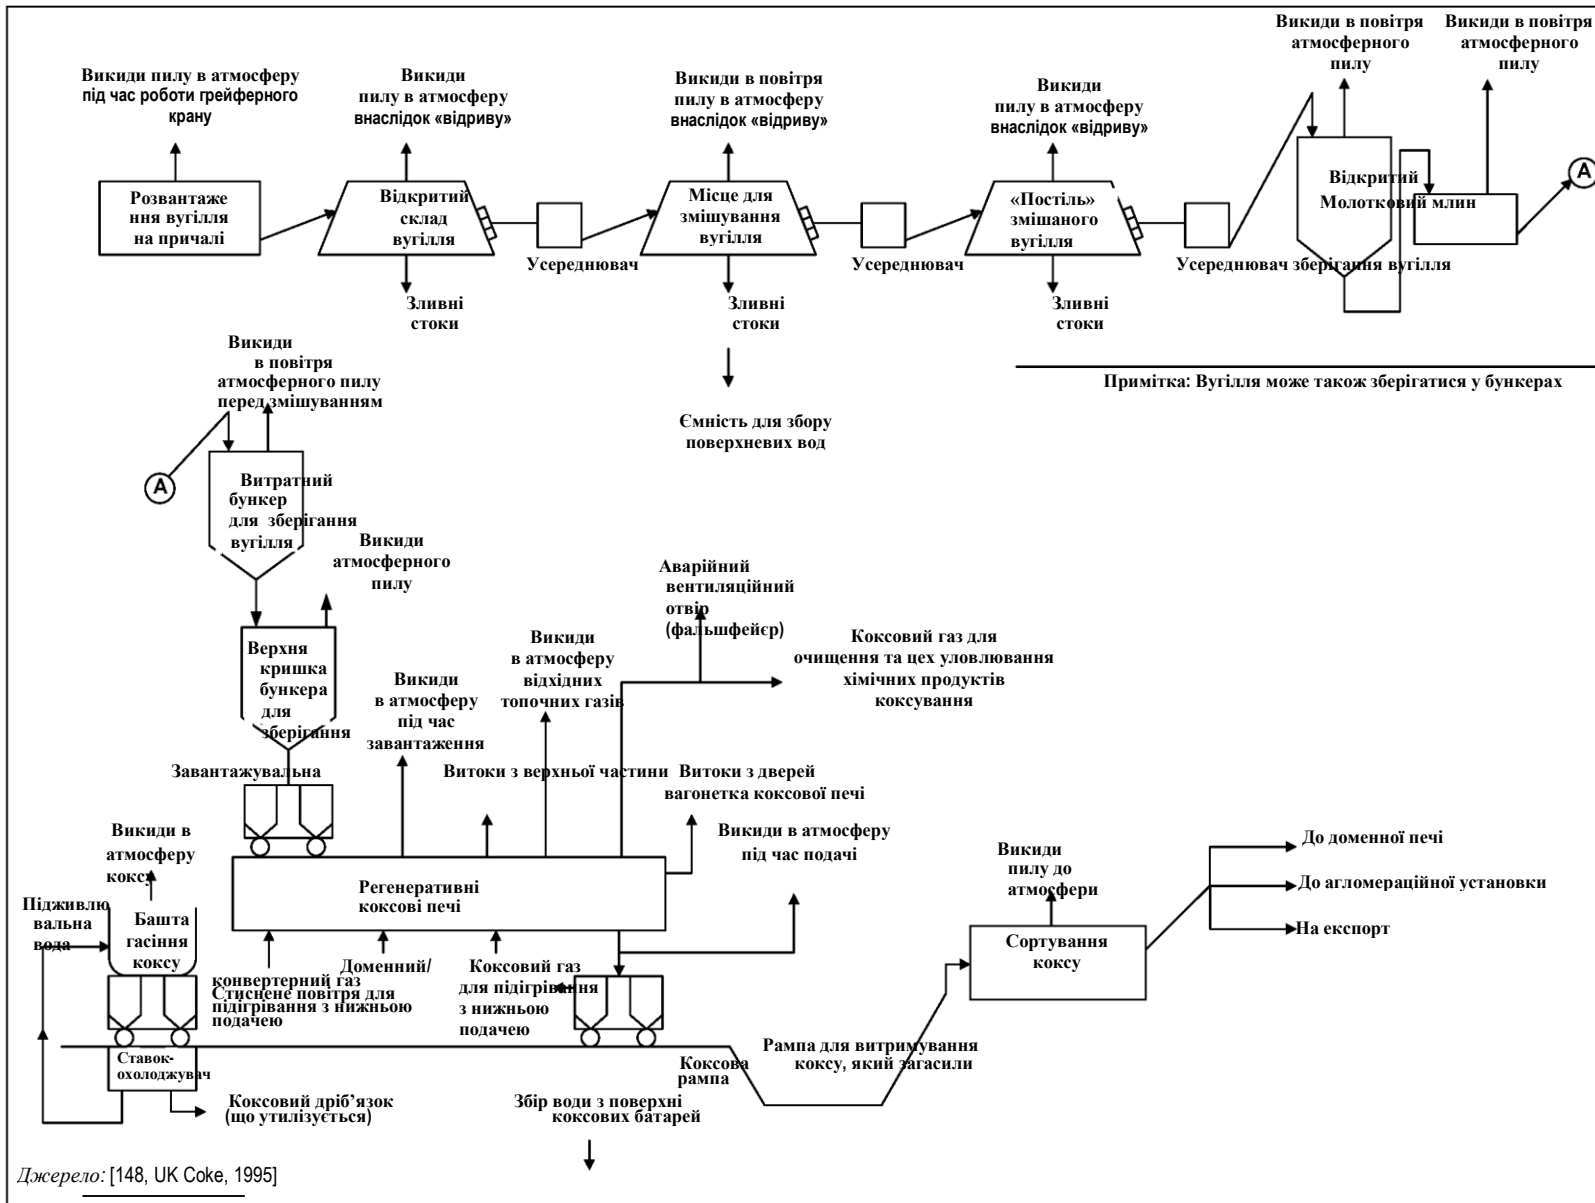 Викиди пилу в атмосферу
під час роботи грейферного
крану
Викиди
пилу в атмосферу
внаслідок «відриву»
Викиди в повітря
пилу в атмосферу
внаслідок «відриву»
Викиди
пилу в атмосферу
внаслідок «відриву»
Викиди в повітря
атмосферного
пилу
Викиди в повітря
атмосферного
пилу
Розвантаже
ння вугілля
на причалі
Відкритий
склад
вугілля
Усереднювач
Місце для
змішування
вугілля
Усереднювач
«Постіль»
змішаного
вугілля
Усереднювач зберігання вугілля
Відкритий
Молотковий млин
A
Зливні
стоки
Зливні
стоки
Зливні
стоки
Примітка: Вугілля може також зберігатися у бункерах
Ємність для збору
поверхневих вод
Викиди
в повітря
атмосферного пилу
перед змішуванням
A
Витратний
бункер
для зберігання
вугілля
Викиди
атмосферного
пилу
Верхня
кришка
бункера
для
зберігання
Завантажувальна
Викиди
в атмосферу
під час
завантаження
Викиди
в атмосферу
відхідних
топочних газів
Аварійний
вентиляційний
отвір
(фальшфейєр)
Коксовий газ для
очищення та цех уловлювання
хімічних продуктів
коксування
Витоки з верхньої частини
Витоки з дверей
вагонетка коксової печі
Викиди в атмосферу
під час подачі
Викиди в
атмосферу
коксу
Підживлю
вальна
вода
Башта
гасіння
коксу
Регенеративні
коксові печі
конвертерний газ
Стиснене повітря для
підігрівання з нижньою
подачею
Доменний/
Коксовий газ
для підігрівання
з нижньою
подачею
Викиди
пилу до
атмосфери
Сортування
коксу
До доменної печі
До агломераційної установки
На експорт
Ставок-
охолоджувач
Коксовий дріб’язок
(що утилізується)
Збір води з поверхні
коксових батарей
Коксова
рампа
Рампа для витримування
коксу, який загасили
Джерело: [148, UK Coke, 1995]